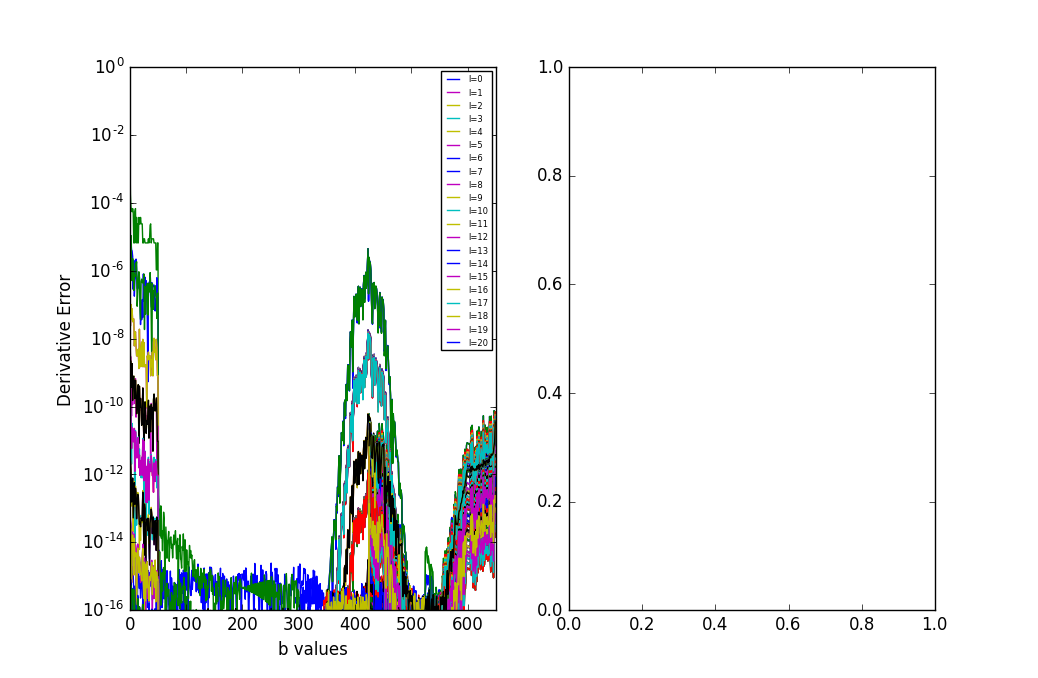 10^0
10^-2
10^-4
10^-6
10^-8
10^-10
10^-12
10^-14
10^-16
Derivative Error
0 100 200 300 400 500 600
b values
l=0
l=1
l=2
l=3
l=4
l=5
l=6
l=7
l=8
l=9
l=10
l=11
l=12
l=13
l=14
l=15
l=16
l=17
l=18
l=19
l=20
1.0
0.8
0.6
0.4
0.2
0.0
0.0 0.2 0.4 0.6 0.8 1.0